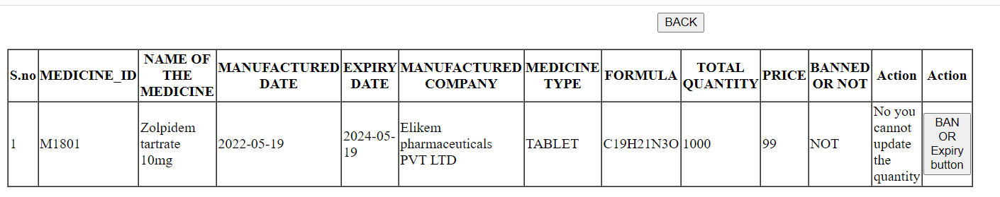 BACK
S.no MEDICINE_ID NAME OF THE MEDICINE MANUFACTURED DATE EXPIRY DATE MANUFACTURED COMPANY MEDICINE TYPE FORMULA TOTAL QUANTITY PRICE BANNED OR NOT Action Action
1 M1801 Zolpidem tartrate 10mg 2022-05-19 2024-05-19 Elikem pharmaceuticals PVT LTD TABLET C19H21N3O 1000 99 NOT No you cannot update the quantity BAN OR Expiry button